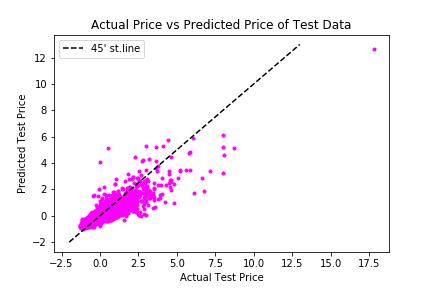 Actual Price vs Predicted Price of Test Data
45' st.line
12
10
8
6
4
2
0
−2
Predicted Test Price
−2.5 0.0 2.5 5.0 7.5 10.0 12.5 15.0 17.5
Actual Test Price